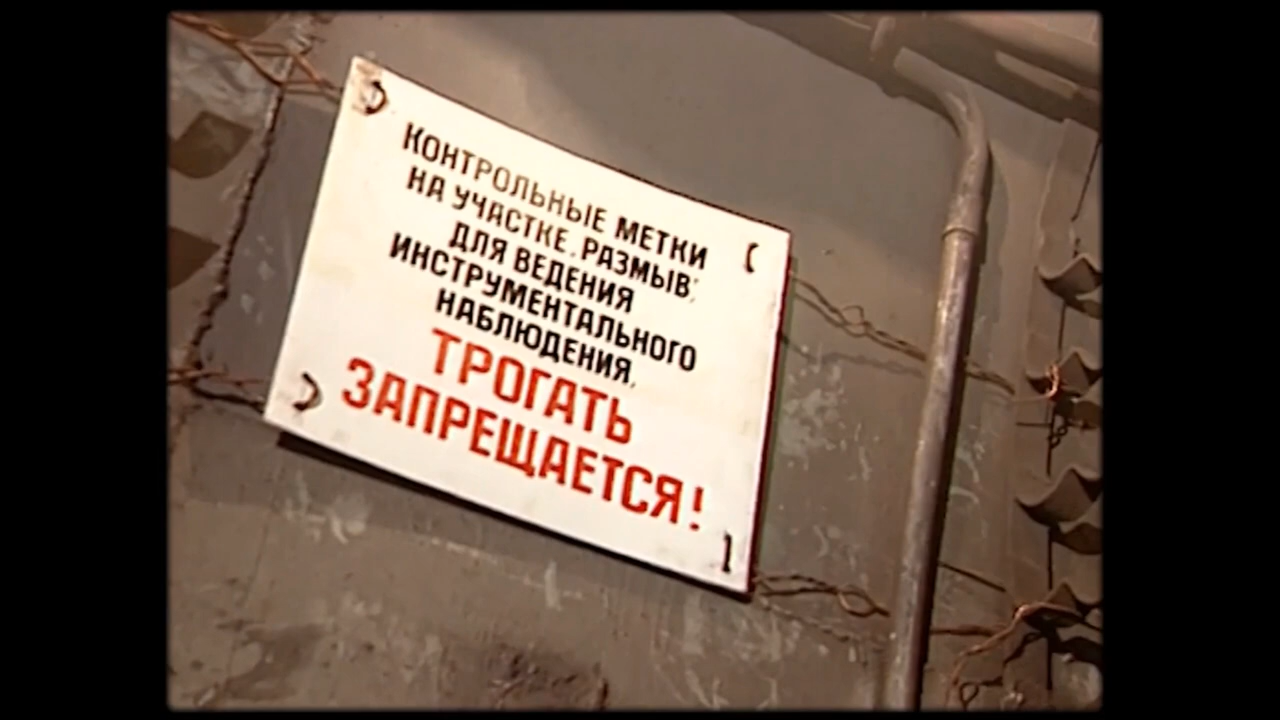 КОНТРОЛЬНЫЕ МЕТКИ
НА УЧАСТКЕ "РАЗМЫВ"
ДЛЯ ВЕДЕНИЯ
ИНСТРУМЕНТАЛЬНОГО
НАБЛЮДЕНИЯ.
ТРОГАТЬ
ЗАПРЕЩАЕТСЯ!